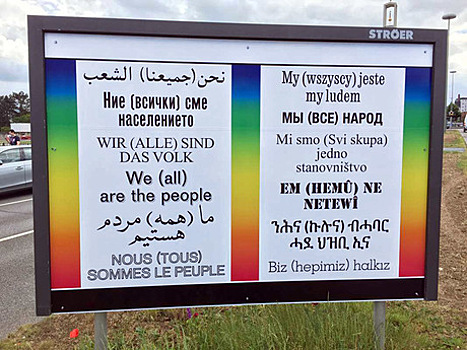 STRÖER
نحن(جميعنا) الشعب
Ние (всички) сме
населението
WIR (ALLE) SIND
DAS VOLK
We (all)
are the people
ما (همه) مردم
هستیم
NOUS (TOUS)
SOMMES LE PEUPLE
My (wszyscy) jeste
my ludem
МЫ (ВСЕ) НАРОД
Mi smo (Svi skupa)
jedno
stanovništvo
EM (HEMÛ) NE
NETEWÎ
ንሕና (ኩሉና) ብሓባር
ሓደ ህዝቢ ኢና
Biz (hepimiz) halkız